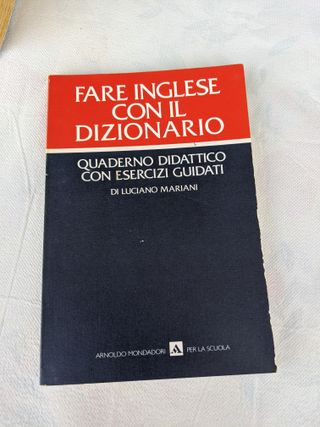 FARE INGLESE
CON IL
DIZIONARIO
QUADERNO DIDATTICO
CON ESERCIZI GUIDATI
DI LUCIANO MARIANI
ARNOLDO MONDADORI A PER LA SCUOLA